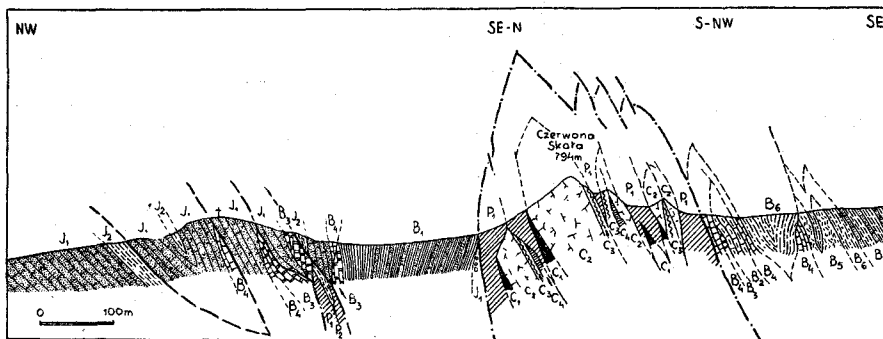 NW SE-N S-NW SE
Czerwona
Skała
794m
J₁ J₂ J₂ J₁ J₁ J₁ B₃ J₂ B₁ B₁ P₁ P₁ P₁ C₂ C₂ P₁ B₆
B₄ B₄ B₃ P₁ P₂ B₃ J₁ C₁ C₂ C₃ C₄ C₂ C₃ C₃ C₄ C₂ C₁ C₁ C₃ B₄ B₃ B₂ B₄ B₄ B₅ B₆ B
0 100m